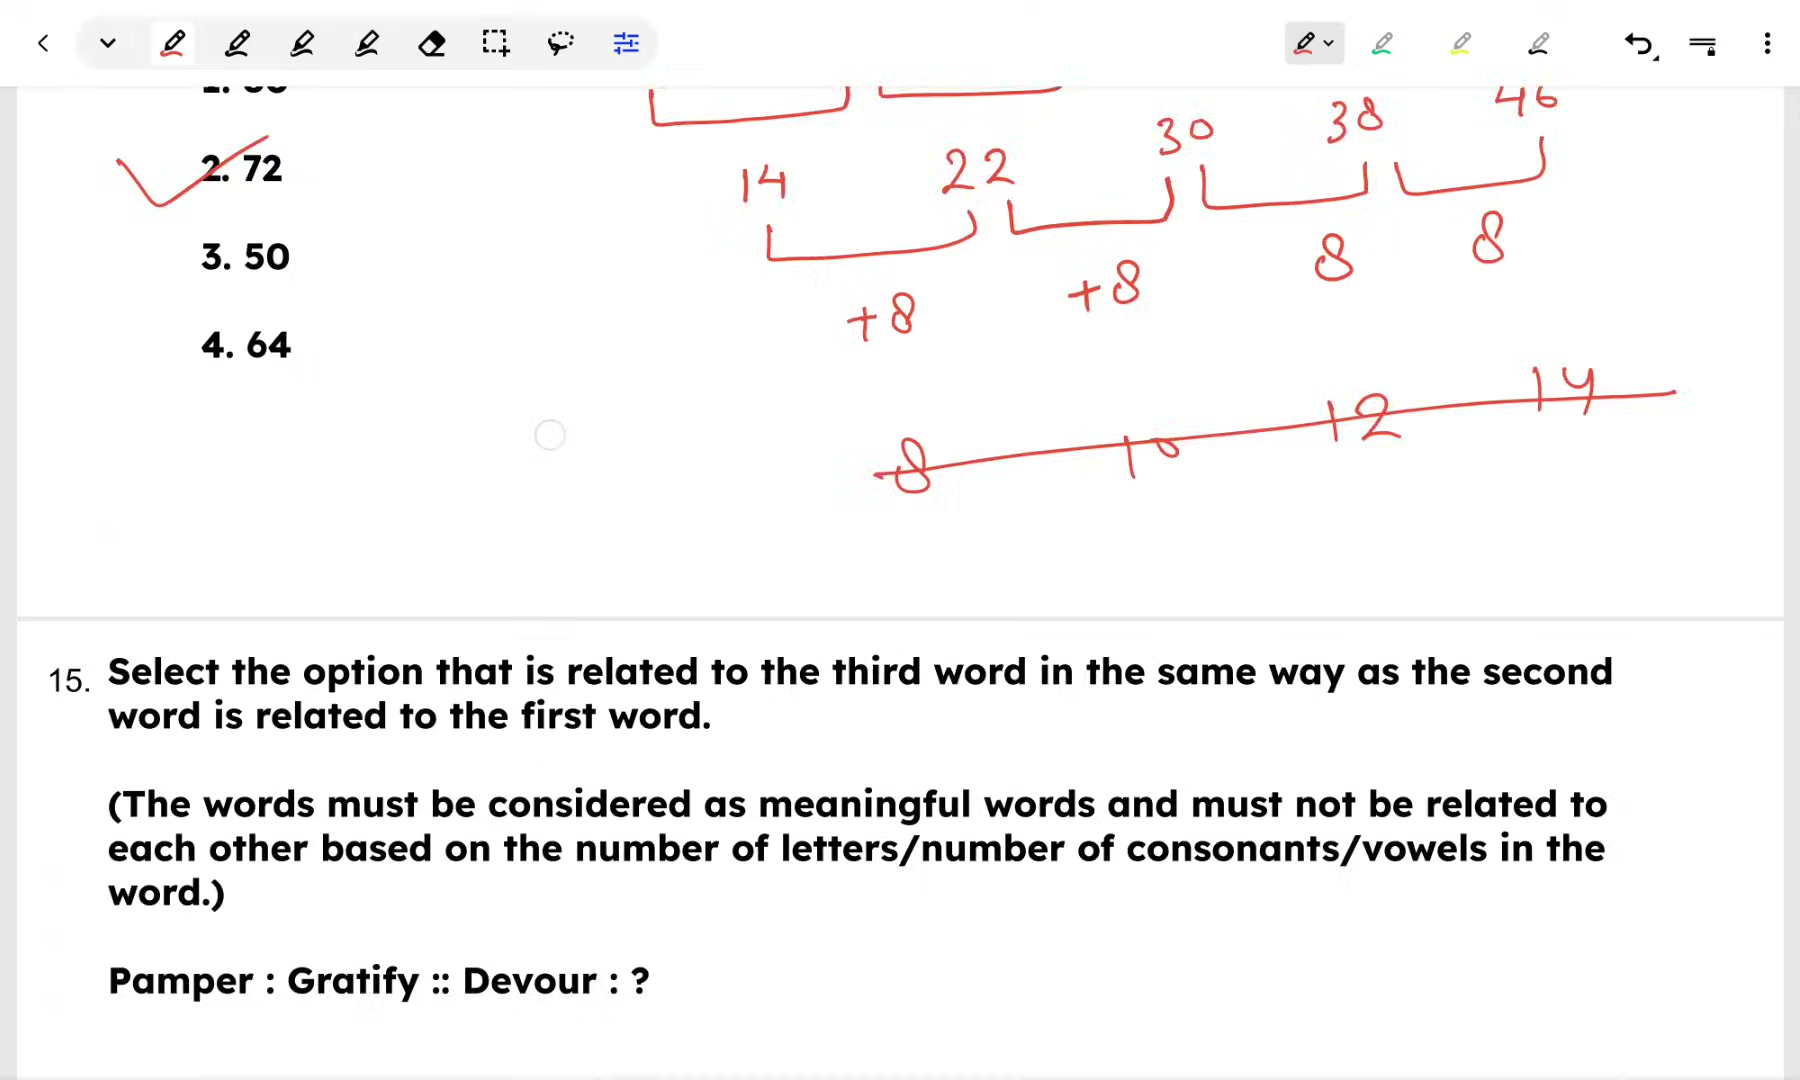 46
30 38
2. 72 14 22
3. 50 8 8
+8 +8
4. 64
8 10 12 14
15. Select the option that is related to the third word in the same way as the second
word is related to the first word.
(The words must be considered as meaningful words and must not be related to
each other based on the number of letters/number of consonants/vowels in the
word.)
Pamper : Gratify :: Devour : ?